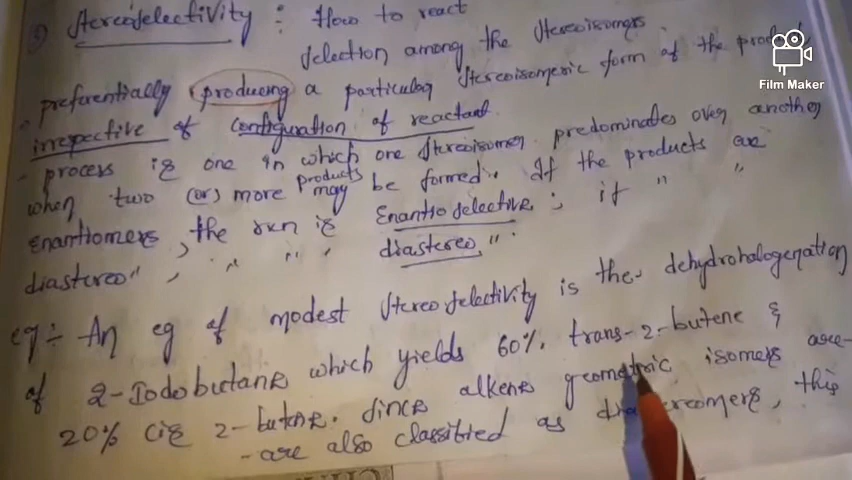 ③ Stereoselectivity : How to react
selection among the stereoisomers.
- preferentially producing a particular stereoisomeric form of the product,
irrespective of configuration of reactant.
- process is one in which one stereoisomer predominates over another
when two (or) more products may be formed. If the products are
Enantiomers, the rxn is Enantioselective ; if " "
diastereo", " " " diastereo".
eg :- An eg of modest stereoselectivity is the dehydrohalogenation
of 2-Iodobutane which yields 60% trans-2-butene &
20% cis 2-butene. Since alkene geometric isomers are-
-are also classified as this
Film Maker